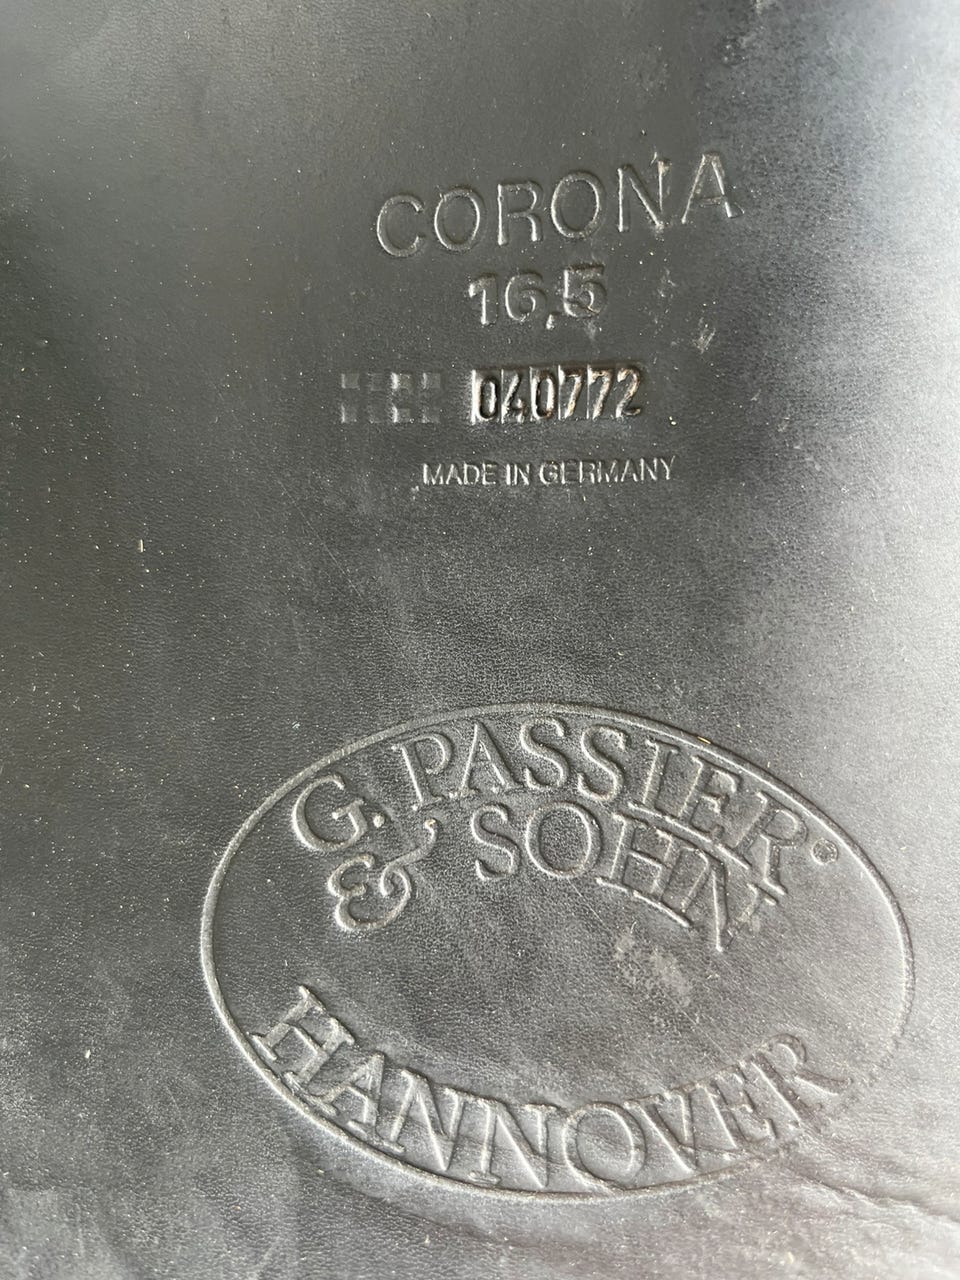 CORONA
16,5
040772
MADE IN GERMANY
G. PASSIER®
& SOHN
HANNOVER